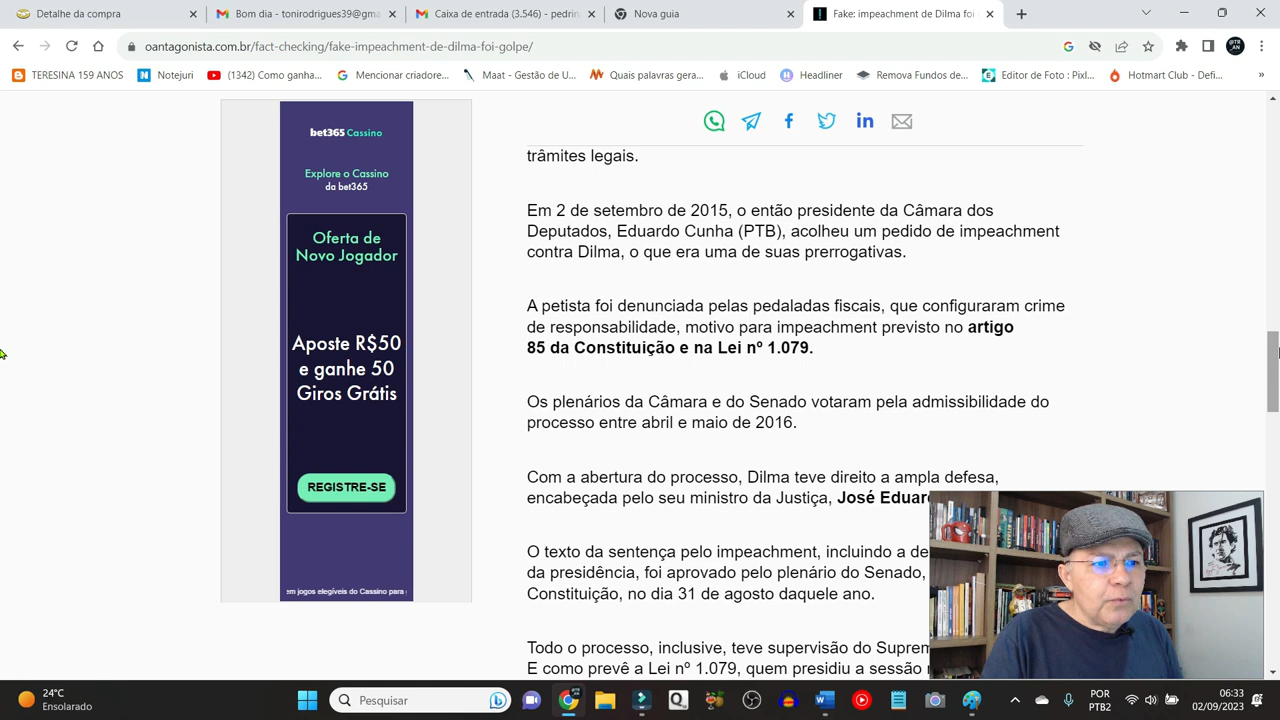 Detalhe da compra
Bom dia - tonirodrigues39@gma
Caixa de entrada (3.546) - pedrin
Nova guia
Fake: impeachment de Dilma foi
oantagonista.com.br/fact-checking/fake-impeachment-de-dilma-foi-golpe/
TERESINA 159 ANOS
Notejuri
(1342) Como ganha...
Mencionar criadore...
Maat - Gestão de U...
Quais palavras gera...
iCloud
Headliner
Remova Fundos de...
Editor de Foto : Pixl...
Hotmart Club - Defi...
»
bet365 Cassino
Explore o Cassino
da bet365
Oferta de
Novo Jogador
Aposte R$50
e ganhe 50
Giros Grátis
REGISTRE-SE
em jogos elegíveis do Cassino para
trâmites legais.
Em 2 de setembro de 2015, o então presidente da Câmara dos
Deputados, Eduardo Cunha (PTB), acolheu um pedido de impeachment
contra Dilma, o que era uma de suas prerrogativas.
A petista foi denunciada pelas pedaladas fiscais, que configuraram crime
de responsabilidade, motivo para impeachment previsto no artigo
85 da Constituição e na Lei nº 1.079.
Os plenários da Câmara e do Senado votaram pela admissibilidade do
processo entre abril e maio de 2016.
Com a abertura do processo, Dilma teve direito a ampla defesa,
encabeçada pelo seu ministro da Justiça, José Eduar
O texto da sentença pelo impeachment, incluindo a de
da presidência, foi aprovado pelo plenário do Senado,
Constituição, no dia 31 de agosto daquele ano.
Todo o processo, inclusive, teve supervisão do Suprem
E como prevê a Lei nº 1.079, quem presidiu a sessão
24°C
Ensolarado
Pesquisar
POR
PTB2
06:33
02/09/2023